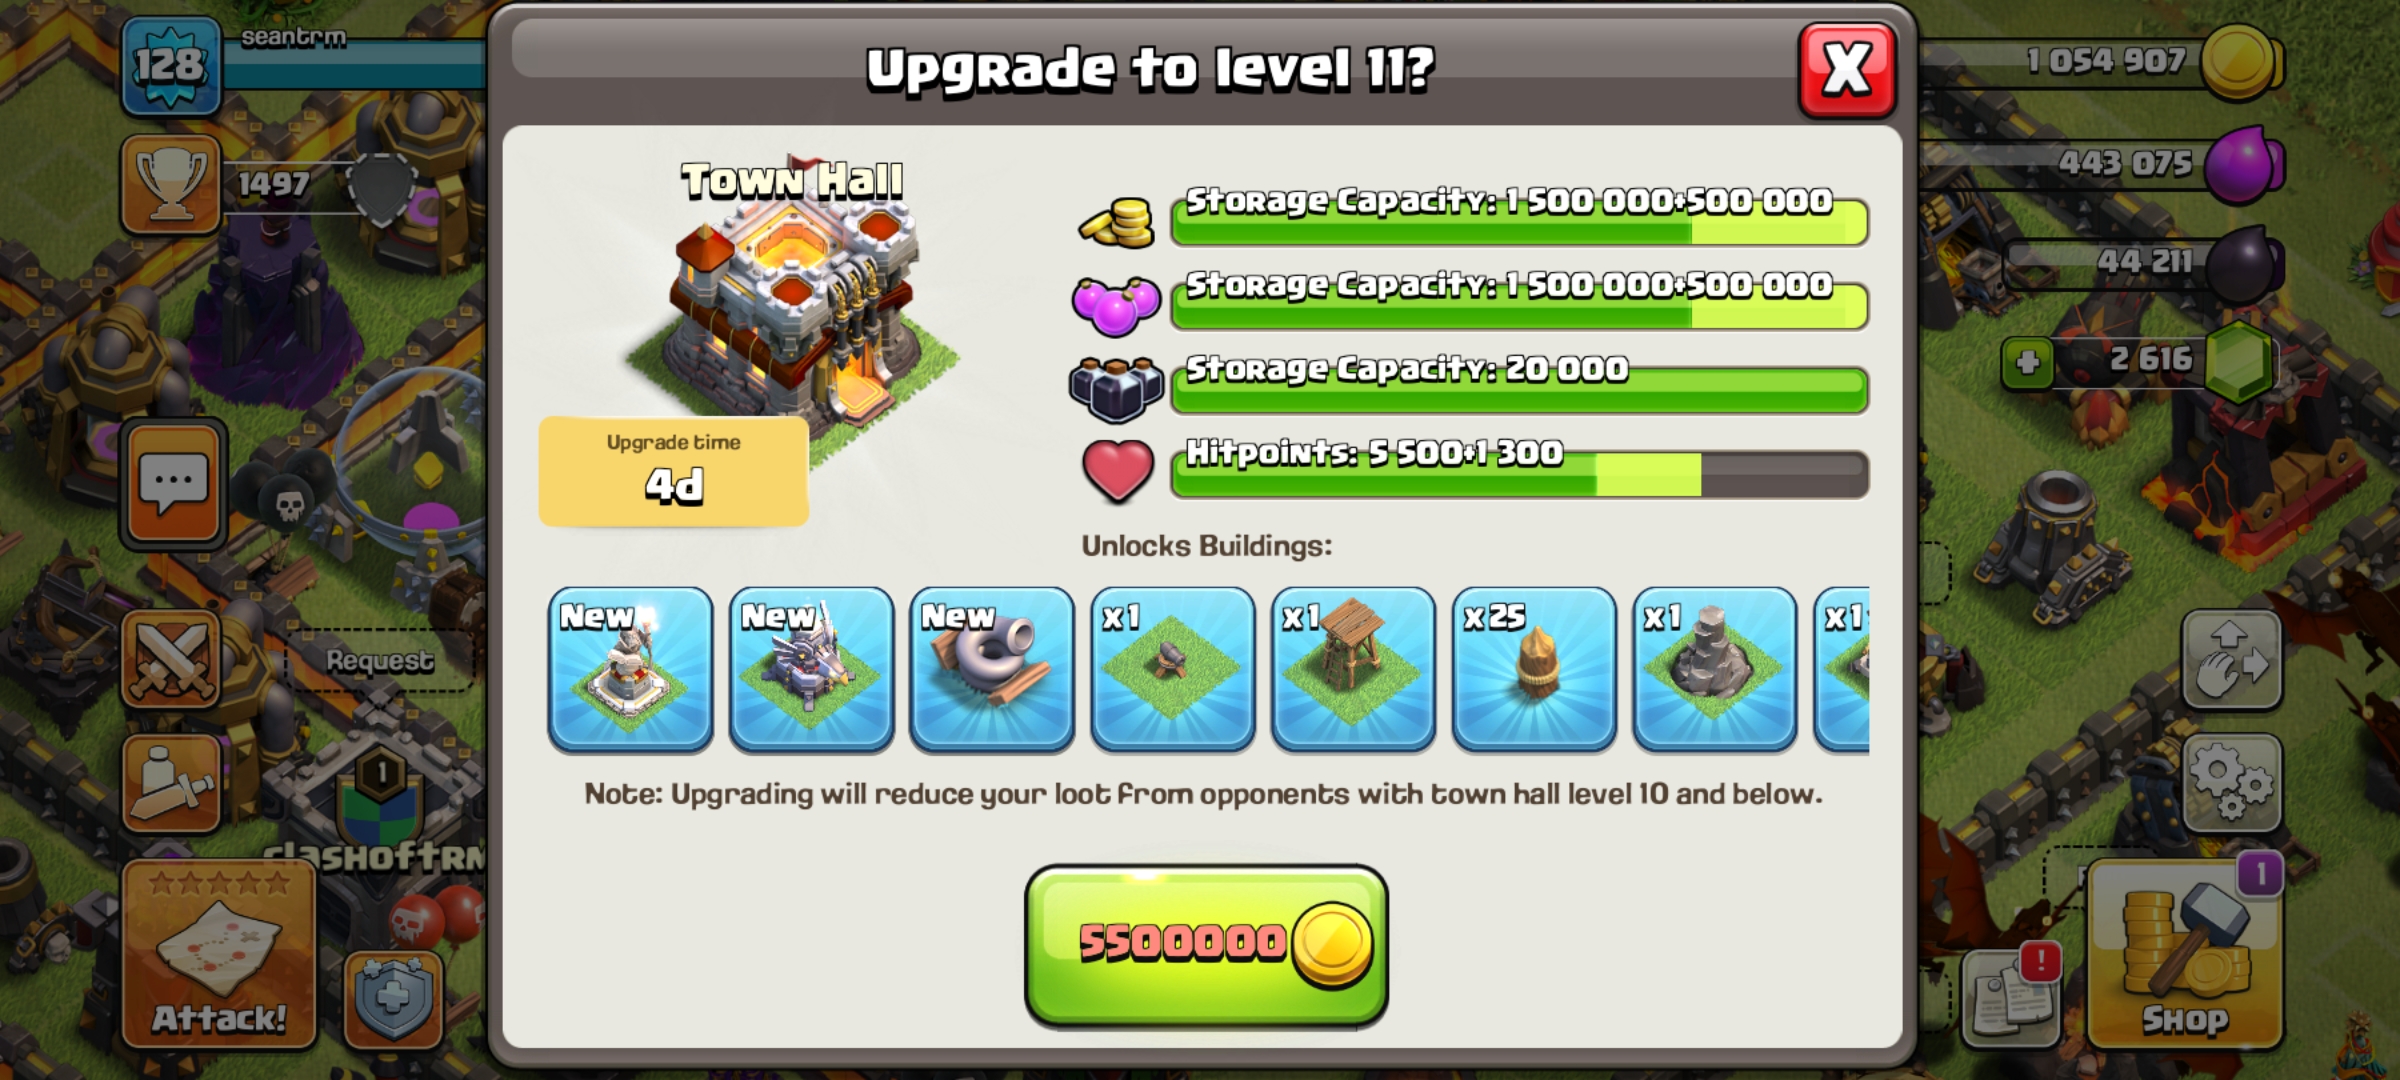 128
seantrm
1497
Request
1
clashoftrm
Attack!
Upgrade to level 11?
X
Town Hall
Upgrade time
4d
Storage Capacity: 1 500 000+500 000
Storage Capacity: 1 500 000+500 000
Storage Capacity: 20 000
Hitpoints: 5 500+1 300
Unlocks Buildings:
New
New
New
x1
x1
x25
x1
x1
Note: Upgrading will reduce your loot from opponents with town hall level 10 and below.
5500000
1 054 907
443 075
44 211
+
2 616
1
!
Shop